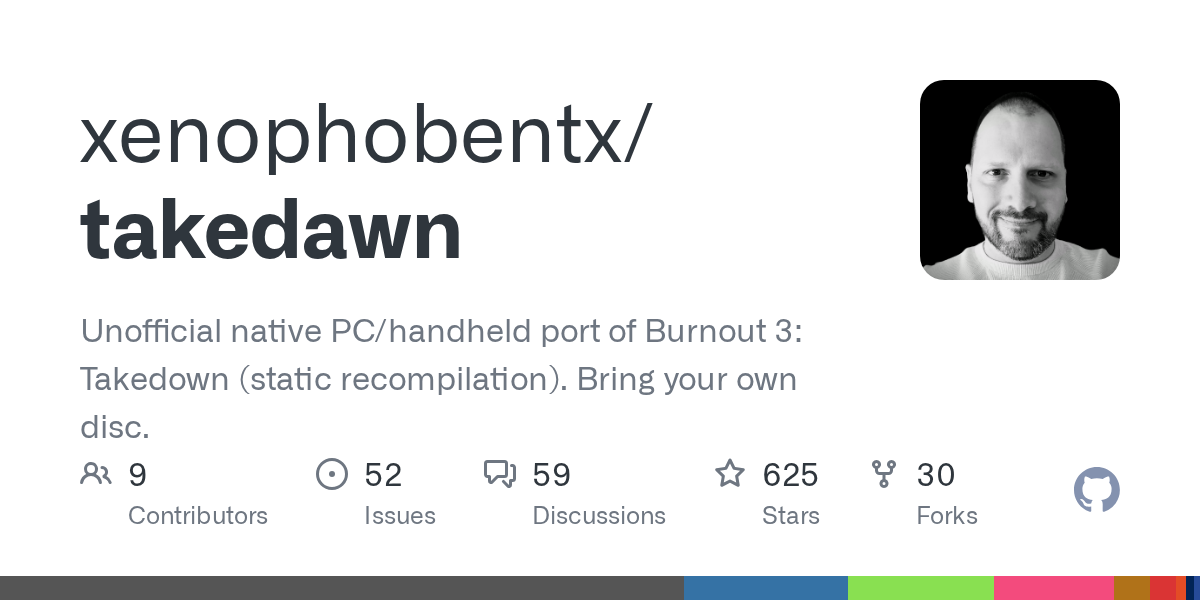 xenophobentx/
takedawn
Unofficial native PC/handheld port of Burnout 3:
Takedown (static recompilation). Bring your own
disc.
9 52 59 625 30
Contributors Issues Discussions Stars Forks